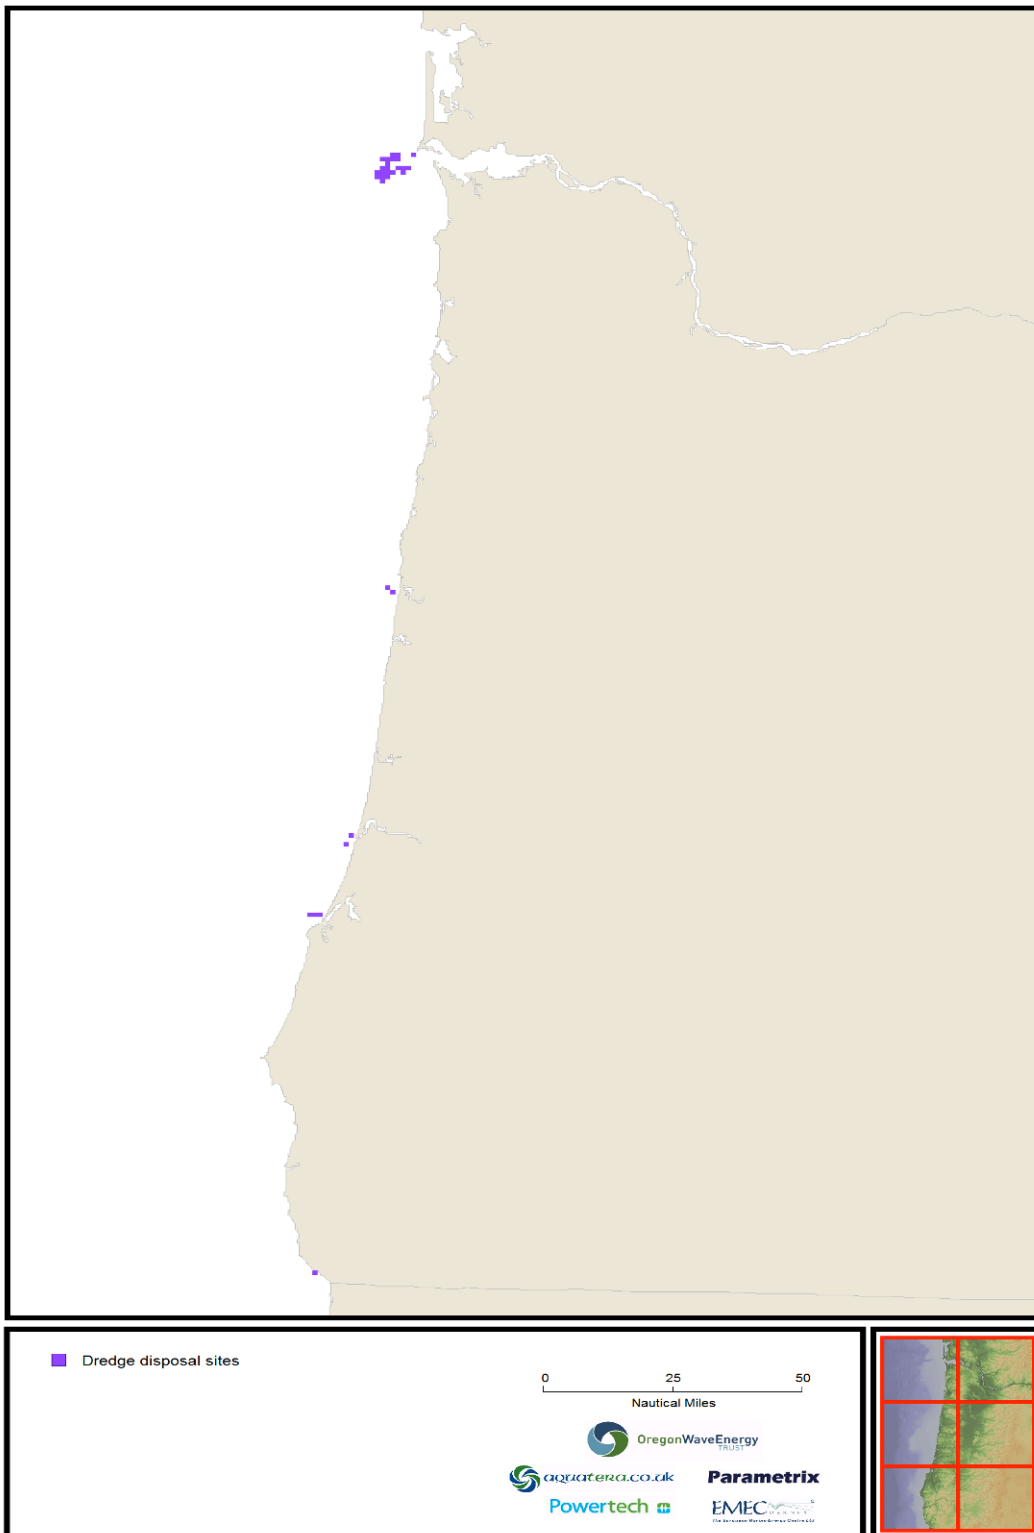 Dredge disposal sites
0 25 50
Nautical Miles
OregonWaveEnergy
TRUST
aquatera.co.uk
Parametrix
Powertech
EMEC